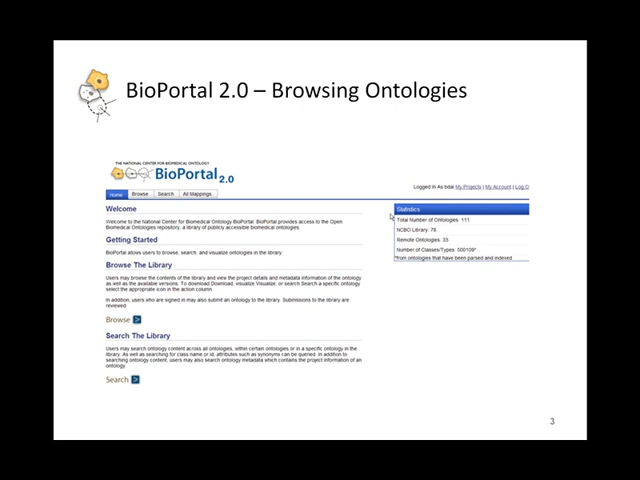 BioPortal 2.0 – Browsing Ontologies
THE NATIONAL CENTER FOR BIOMEDICAL ONTOLOGY
BioPortal 2.0
Logged In As bdai My Projects | My Account | Log O
Home Browse Search All Mappings
Welcome
Welcome to the National Center for Biomedical Ontology BioPortal. BioPortal provides access to the Open
Biomedical Ontologies repository, a library of publicly accessible biomedical ontologies.
Getting Started
BioPortal allows users to browse, search, and visualize ontologies in the library.
Browse The Library
Users may browse the contents of the library and view the project details and metadata information of the ontology
as well as the available versions. To download Download, visualize Visualize, or search Search a specific ontology
select the appropriate icon in the action column.
In addition, users who are signed in may also submit an ontology to the library. Submissions to the library are
reviewed.
Browse
Search The Library
Users may search ontology content across all ontologies, within certain ontologies or in a specific ontology in the
library. As well as searching for class name or id, attributes such as synonyms can be queried. In addition to
searching ontology content, users may also search ontology metadata which contains the project information of an
ontology.
Search
Statistics
Total Number of Ontologies: 111
NCBO Library: 78
Remote Ontologies: 33
Number of Classes/Types: 500109*
*from ontologies that have been parsed and indexed
3